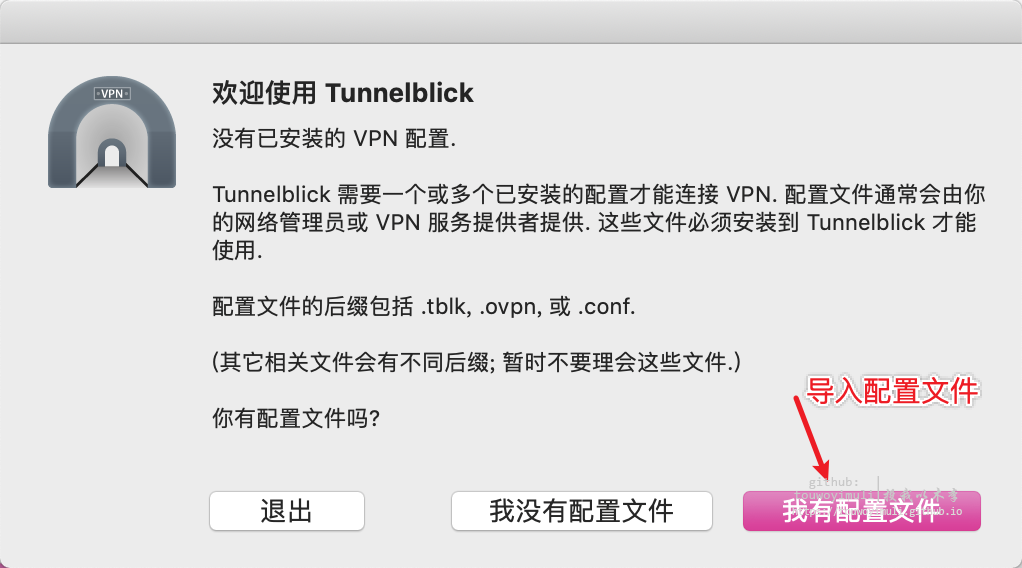 VPN
欢迎使用 Tunnelblick
没有已安装的 VPN 配置.
Tunnelblick 需要一个或多个已安装的配置才能连接 VPN. 配置文件通常会由你
的网络管理员或 VPN 服务提供者提供. 这些文件必须安装到 Tunnelblick 才能
使用.
配置文件的后缀包括 .tblk, .ovpn, 或 .conf.
(其它相关文件会有不同后缀; 暂时不要理会这些文件.)
导入配置文件
你有配置文件吗?
github:
touwoyimuli
退出
我没有配置文件
我有配置文件